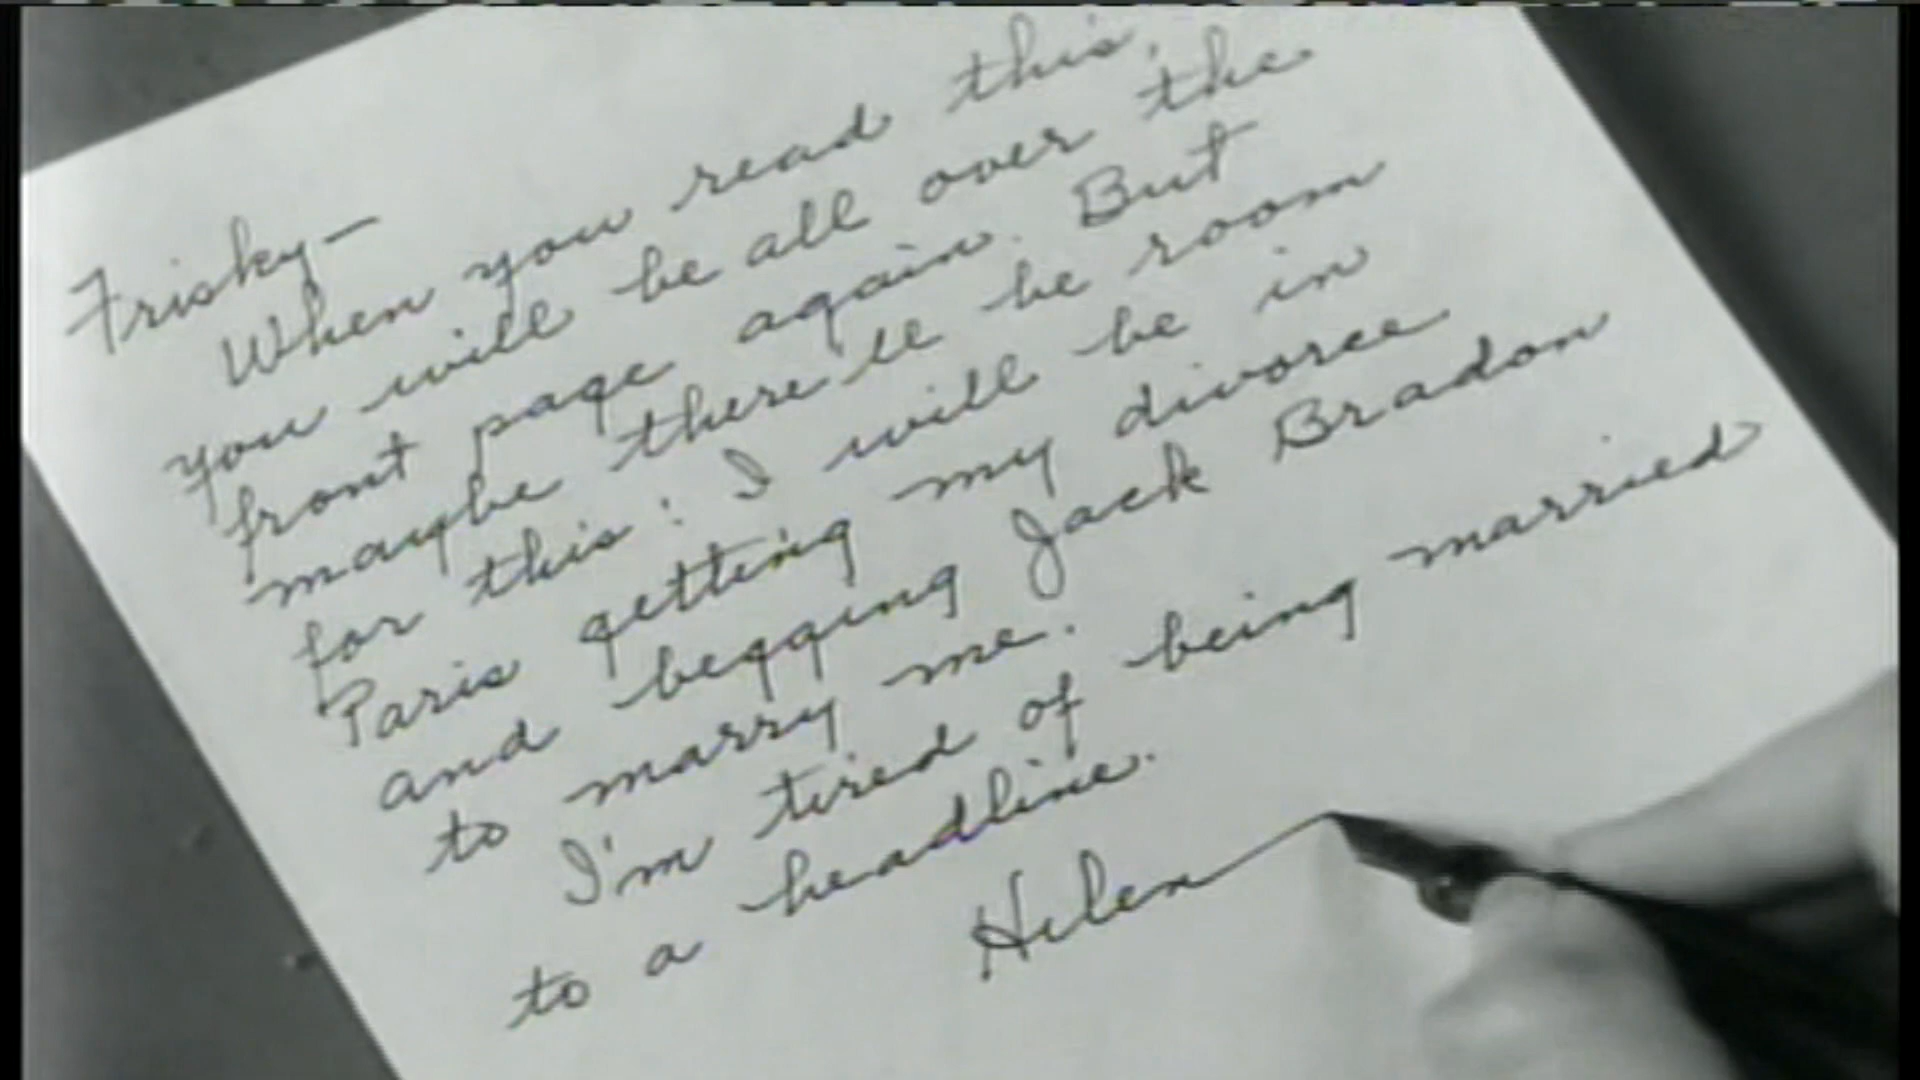 Frisky—
When you read this,
you will be all over the
front page again. But
maybe there'll be room
for this: I will be in
Paris getting my divorce
and begging Jack Bradon
to marry me.
I'm tired of being married
to a headline.
Helen